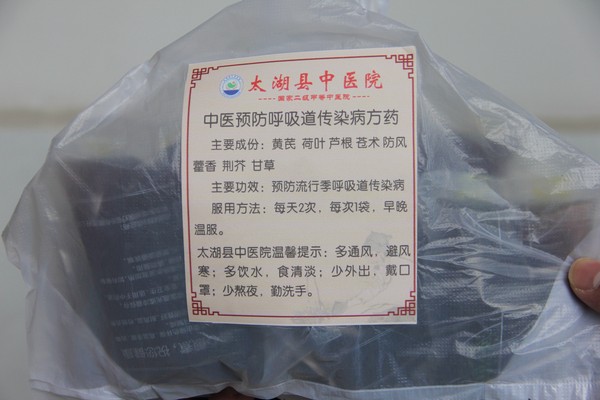 太湖县中医院
国家二级甲等中医院
中医预防呼吸道传染病方药
主要成份：黄芪 荷叶 芦根 苍术 防风
藿香 荆芥 甘草
主要功效：预防流行季呼吸道传染病
服用方法：每天2次，每次1袋，早晚
温服。
太湖县中医院温馨提示：多通风，避风
寒；多饮水，食清淡；少外出，戴口
罩；少熬夜，勤洗手。